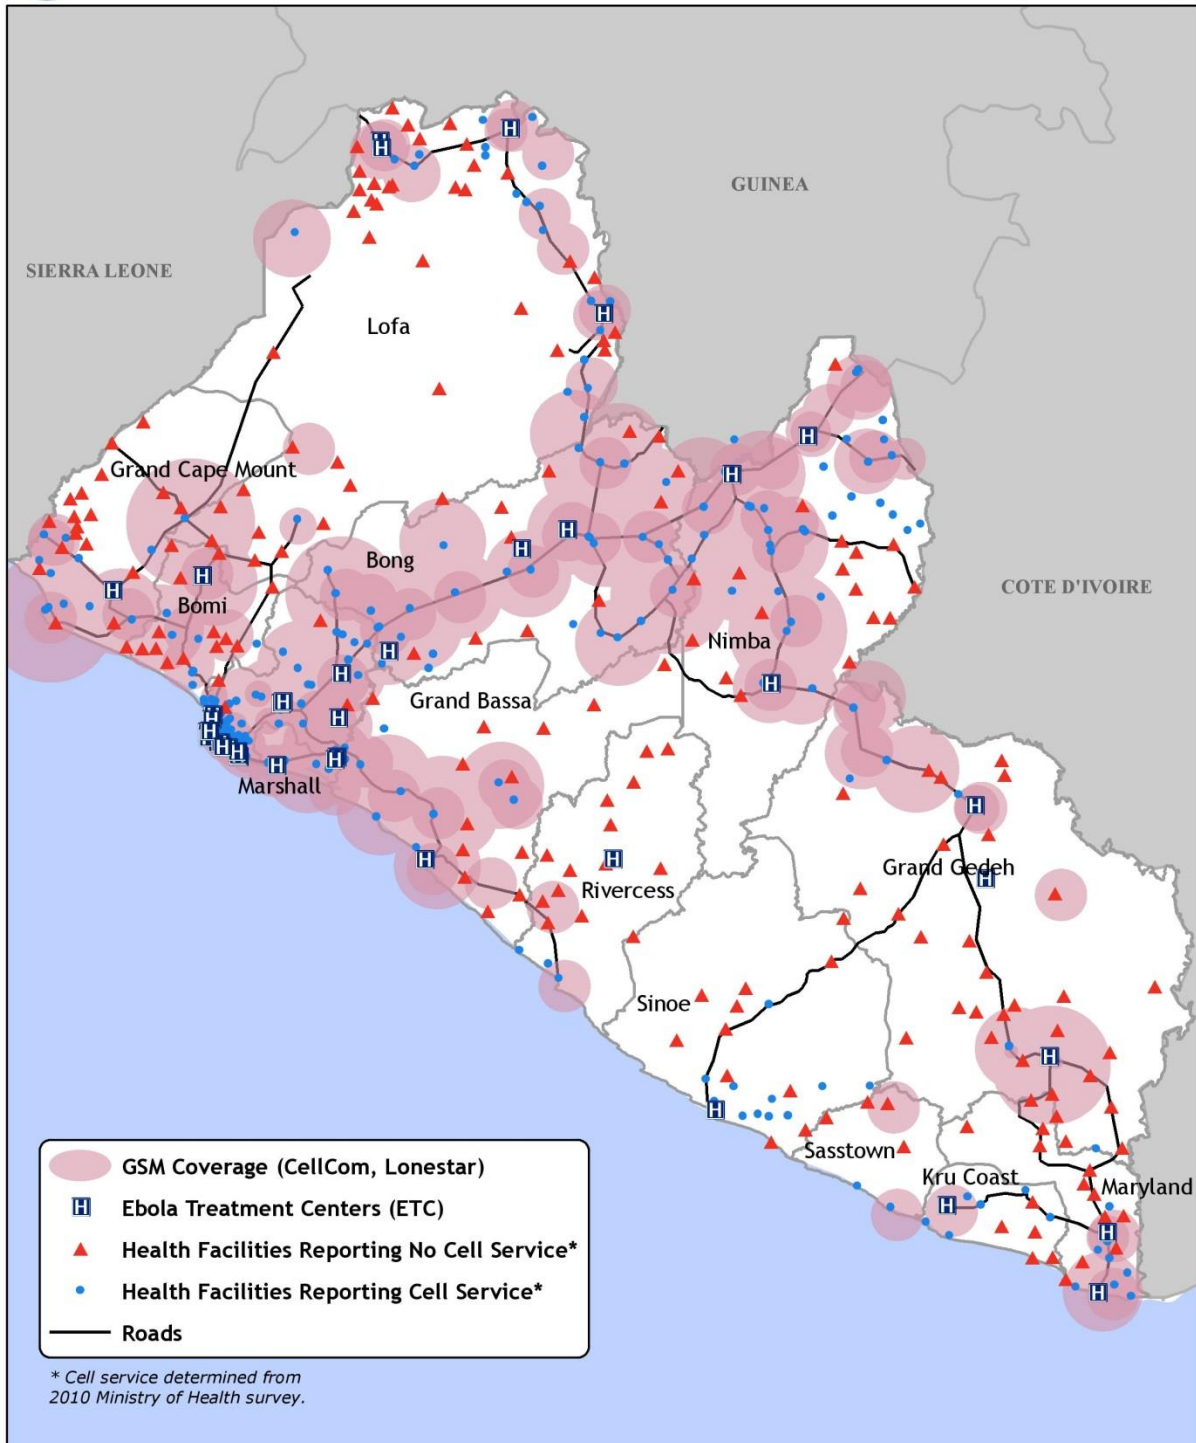 GUINEA
SIERRA LEONE
Lofa
Grand Cape Mount
Bong
COTE D'IVOIRE
Bomi
Nimba
Grand Bassa
Marshall
Grand Gedeh
Rivercess
Sinoe
Sasstown
Kru Coast
Maryland
GSM Coverage (CellCom, Lonestar)
H Ebola Treatment Centers (ETC)
Health Facilities Reporting No Cell Service*
Health Facilities Reporting Cell Service*
Roads
* Cell service determined from
2010 Ministry of Health survey.